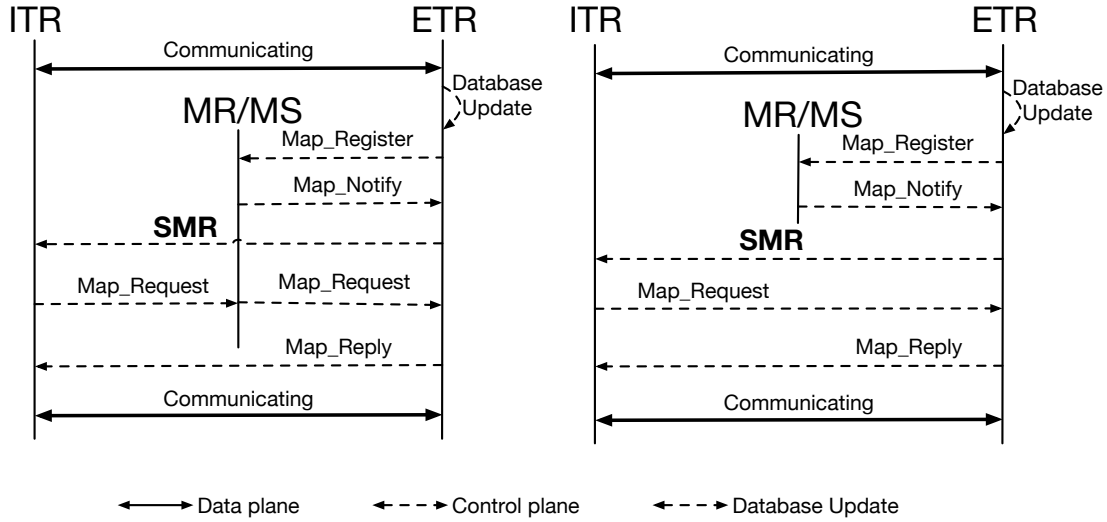 ITR
ETR
Communicating
Database
Update
MR/MS
Map_Register
Map_Notify
SMR
Map_Request
Map_Request
Map_Reply
Communicating
ITR
ETR
Communicating
Database
Update
MR/MS
Map_Register
Map_Notify
SMR
Map_Request
Map_Reply
Communicating
Data plane
Control plane
Database Update